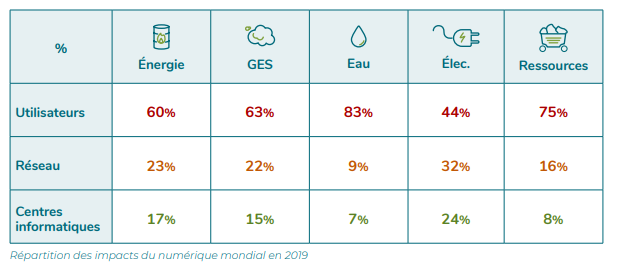 %
Énergie
GES
Eau
Élec.
Ressources
Utilisateurs
60%
63%
83%
44%
75%
Réseau
23%
22%
9%
32%
16%
Centres
informatiques
17%
15%
7%
24%
8%
Répartition des impacts du numérique mondial en 2019